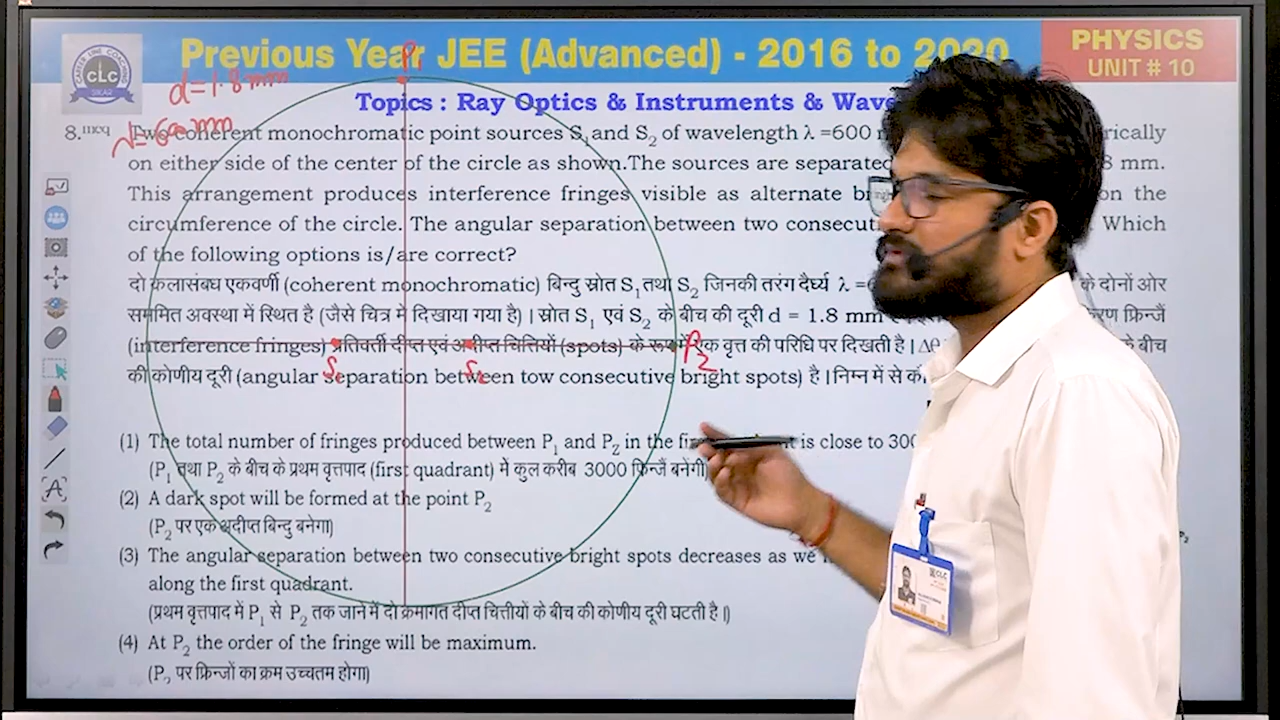 Previous Year JEE (Advanced) - 2016 to 2020
PHYSICS
UNIT # 10
CLC
SIKAR
P₁
d = 1.8 mm
λ = 600 nm
Topics : Ray Optics & Instruments & Wave
8.mcq Two coherent monochromatic point sources S₁ and S₂ of wavelength λ =600
on either side of the center of the circle as shown.The sources are separated 8 mm.
This arrangement produces interference fringes visible as alternate on the
circumference of the circle. The angular separation between two Which
of the following options is/are correct?
दो कलासंबध एकवर्णी (coherent monochromatic) बिन्दु स्रोत S₁ तथा S₂ जिनकी तरंग दैर्घ्य λ = के दोनों ओर
सममित अवस्था में स्थित है (जैसे चित्र में दिखाया गया है) । स्रोत S₁ एवं S₂ के बीच की दूरी d = 1.8 mm फ्रिन्जें
(interference fringes) प्रतिवर्ती दीप्त एवं अदीप्त चित्तियों (spots) के रूप में एक वृत्त की परिधि पर दिखती है । के बीच
P₂
S₁ S₂
की कोणीय दूरी (angular separation between tow consecutive bright spots) है । निम्न में से
(1) The total number of fringes produced between P₁ and P₂ in the is close to
(P₁ तथा P₂ के बीच के प्रथम वृत्तपाद (first quadrant) में कुल करीब 3000 फ्रिन्जें बनेगी)
(2) A dark spot will be formed at the point P₂
(P₂ पर एक अदीप्त बिन्दु बनेगा)
(3) The angular separation between two consecutive bright spots decreases as we
along the first quadrant.
(प्रथम वृत्तपाद में P₁ से P₂ तक जाने में दो क्रमागत दीप्त चित्तीयों के बीच की कोणीय दूरी घटती है ।)
(4) At P₂ the order of the fringe will be maximum.
(P₂ पर फ्रिन्जों का क्रम उच्चतम होगा)
CLC